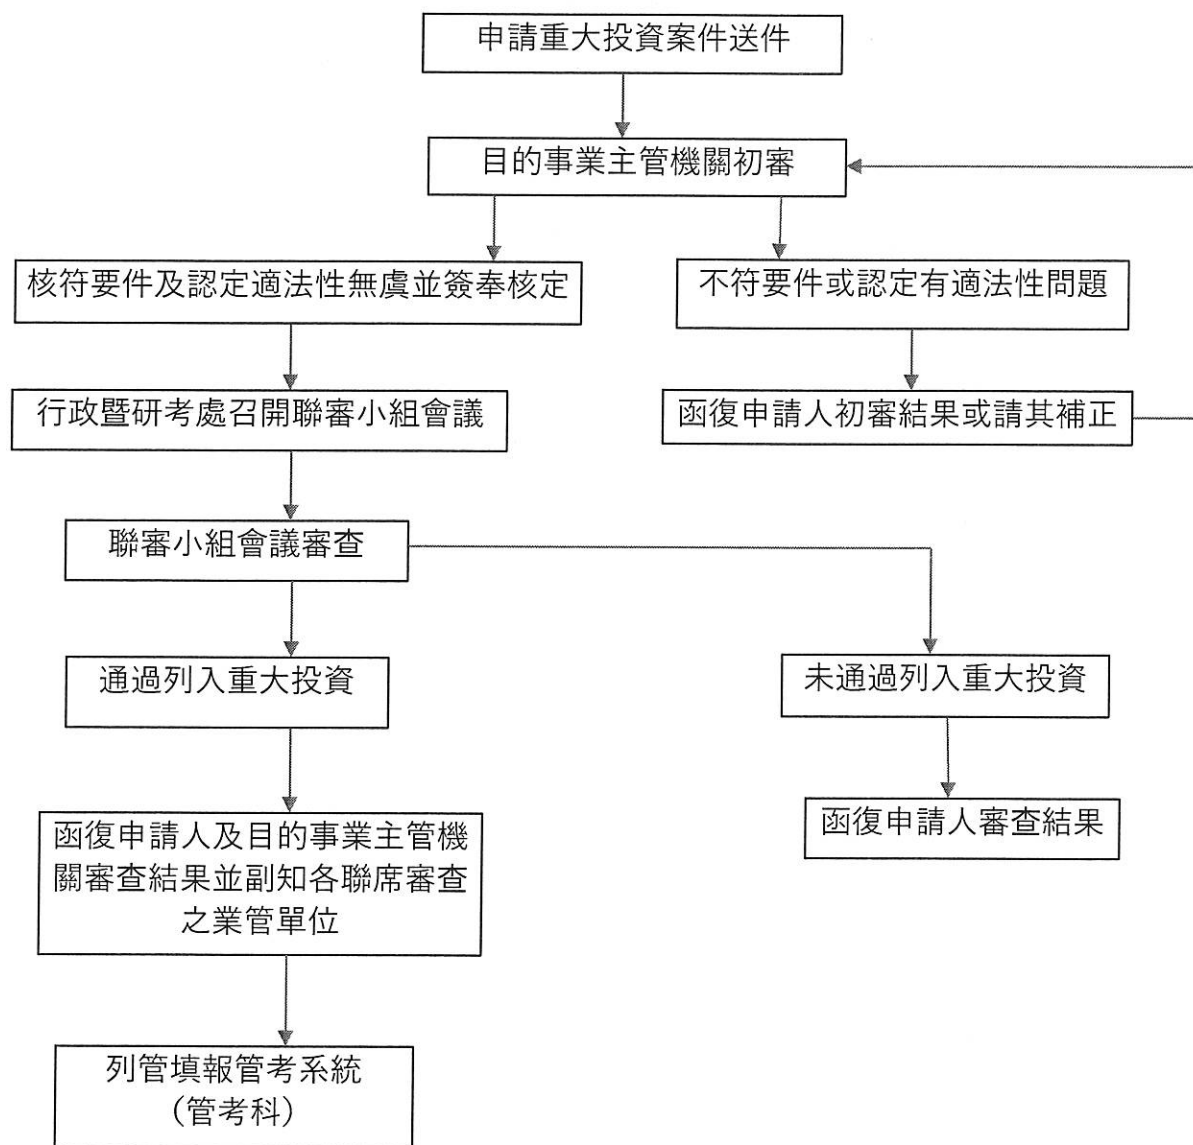 申請重大投資案件送件
目的事業主管機關初審
核符要件及認定適法性無虞並簽奉核定
不符要件或認定有適法性問題
行政暨研考處召開聯審小組會議
函復申請人初審結果或請其補正
聯審小組會議審查
通過列入重大投資
未通過列入重大投資
函復申請人及目的事業主管機
關審查結果並副知各聯席審查
之業管單位
函復申請人審查結果
列管填報管考系統
(管考科)